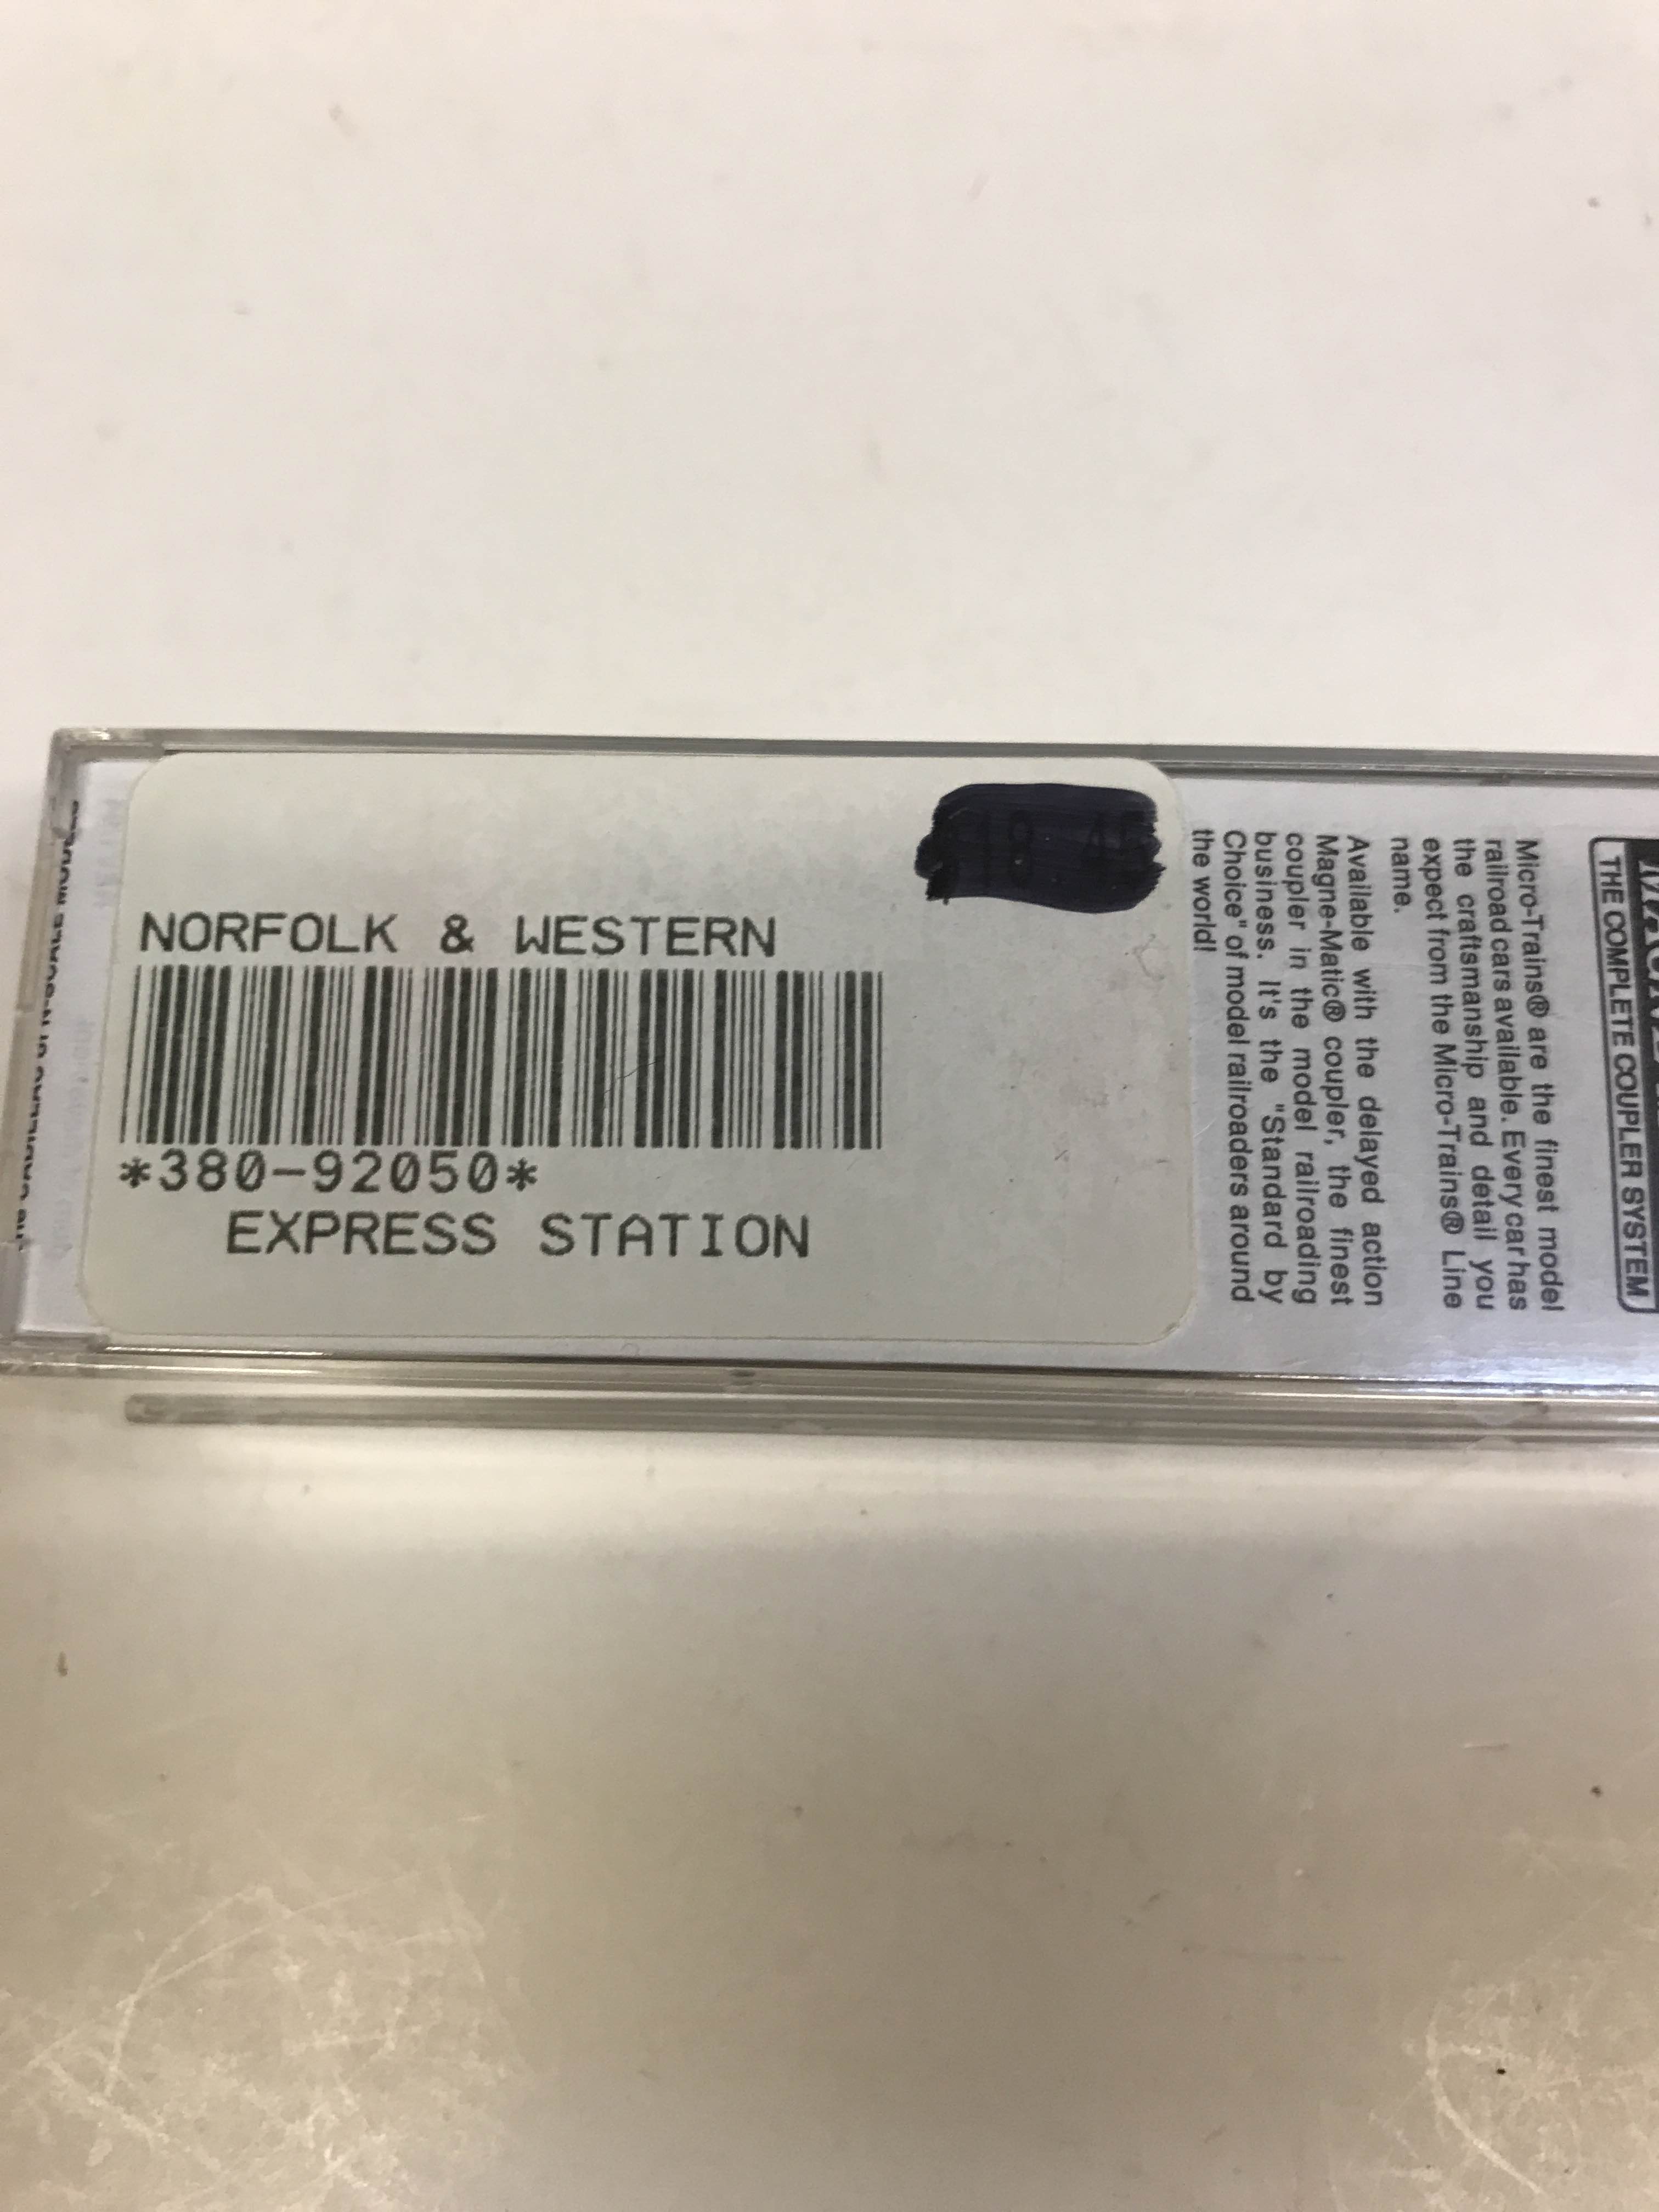 NORFOLK & WESTERN
*380-92050*
EXPRESS STATION
THE COMPLETE COUPLER SYSTEM
Micro-Trains® are the finest model
railroad cars available. Every car has
the craftsmanship and detail you
expect from the Micro-Trains® Line
name.
Available with the delayed action
Magne-Matic® coupler, the finest
coupler in the model railroading
business. It's the "Standard by
Choice" of model railroaders around
the world!